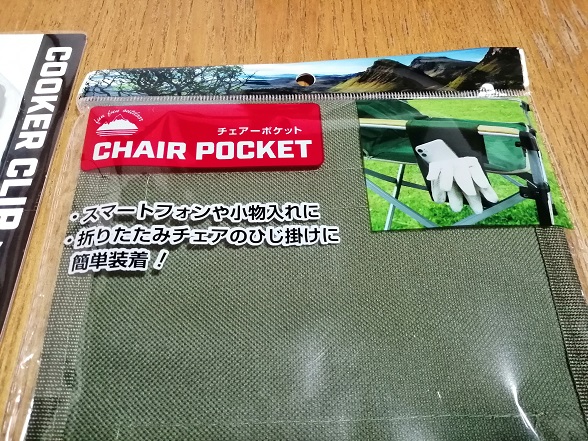 COOKER CLIP
チェアーポケット
CHAIR POCKET
・スマートフォンや小物入れに
・折りたたみチェアのひじ掛けに
簡単装着！